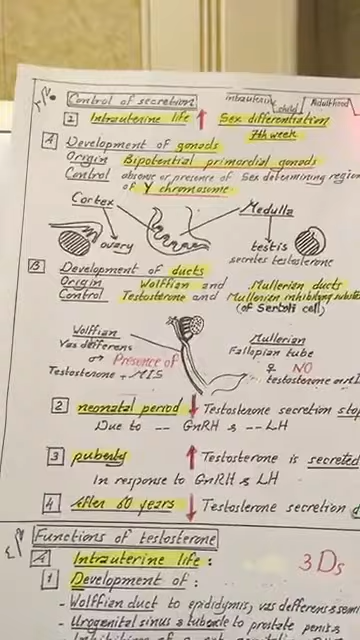 Control of secretion
Intrauterine child Adulthood
1 Intrauterine life ↑ Sex differentiation
7th week
A Development of gonads
Origin Bipotential primordial gonads
Control absence or presence of Sex determining region
of Y chromosome
Cortex Medulla
ovary testis
secretes testosterone
B Development of ducts
Origin Wolffian and Mullerian ducts
Control Testosterone and Mullerian inhibiting
(of Sertoli cell)
Wolffian Mullerian
Vas deferens Failopian tube
♂ Presence of ♀ NO
Testosterone + MIS testosterone
2 neonatal period ↓ Testosterone secretion
Due to -- GnRH & -- LH
3 puberty ↑ Testosterone is secreted
In response to GnRH & LH
4 After 60 years ↓ Testosterone secretion
Functions of testosterone
A Intrauterine life : 3Ds
1 Development of :
- Wolffian duct to epididymis, vas deferens
- Urogenital sinus & tubercle to prostate penis